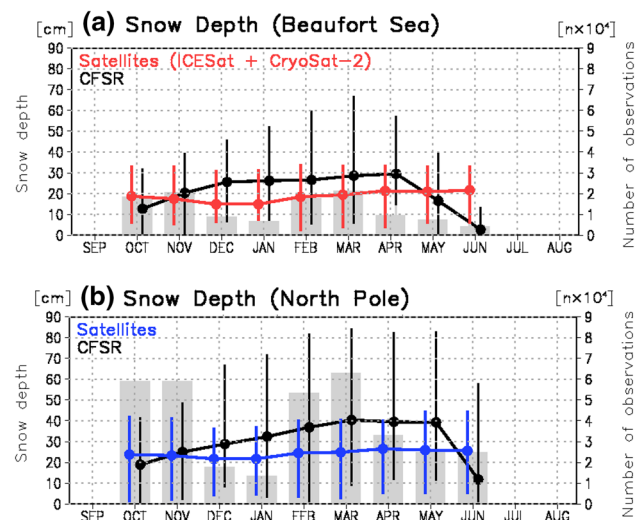 (a) Snow Depth (Beaufort Sea)
[cm] [n×10⁴]
Satellites (ICESat + CryoSat-2)
CFSR
90 80 70 60 50 40 30 20 10 0
Snow depth
9 8 7 6 5 4 3 2 1 0
Number of observations
SEP OCT NOV DEC JAN FEB MAR APR MAY JUN JUL AUG
(b) Snow Depth (North Pole)
[cm] [n×10⁴]
Satellites
CFSR
90 80 70 60 50 40 30 20 10 0
Snow depth
9 8 7 6 5 4 3 2 1 0
Number of observations
SEP OCT NOV DEC JAN FEB MAR APR MAY JUN JUL AUG